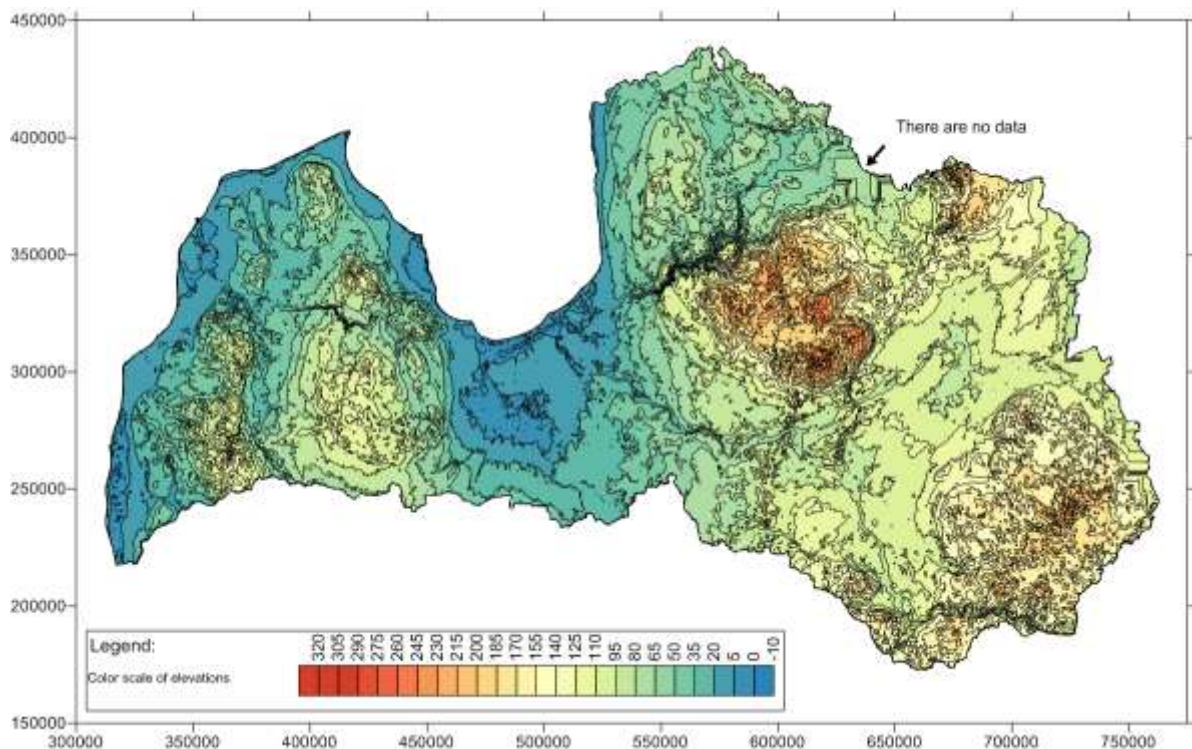 450000
400000
There are no data
350000
300000
250000
200000
Legend:
320 305 290 275 260 245 230 215 200 185 170 155 140 125 110 95 80 65 50 35 20 5 0 -10
Color scale of elevations
150000
300000 350000 400000 450000 500000 550000 600000 650000 700000 750000